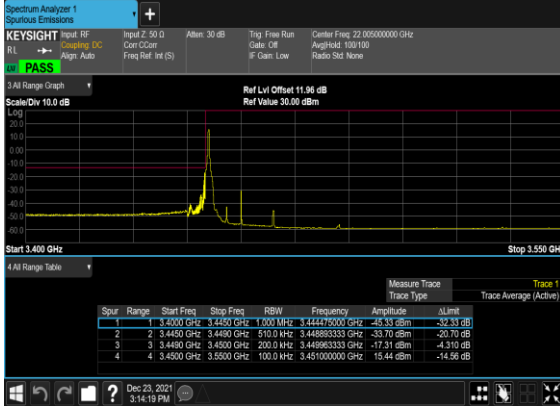 Spectrum Analyzer 1
Spurious Emissions
+
KEYSIGHT Input: RF Input Z: 50 Ω Atten: 30 dB Trig: Free Run Center Freq: 22.005000000 GHz
RL Coupling: DC Corr CCorr Gate: Off Avg|Hold: 100/100
Align: Auto Freq Ref: Int (S) IF Gain: Low Radio Std: None
PASS
3.All Range Graph Ref Lvl Offset 11.96 dB
Scale/Div 10.0 dB Ref Value 30.00 dBm
Log
20.0
10.0
0.00
-10.0
-20.0
-30.0
-40.0
-50.0
-60.0
Start 3.400 GHz Stop 3.550 GH
4.All Range Table
Measure Trace Trace 1
Trace Type Trace Average (Active)
Spur Range Start Freq Stop Freq RBW Frequency Amplitude ΔLimit
1 1 3.4000 GHz 3.4450 GHz 1.000 MHz 3.444475000 GHz -45.33 dBm -32.33 dB
2 2 3.4450 GHz 3.4490 GHz 510.0 kHz 3.448893333 GHz -33.70 dBm -20.70 dB
3 3 3.4490 GHz 3.4500 GHz 200.0 kHz 3.449963333 GHz -17.31 dBm -4.310 dB
4 4 3.4500 GHz 3.5500 GHz 100.0 kHz 3.451000000 GHz 15.44 dBm -14.56 dB
? Dec 23, 2021
3:14:19 PM